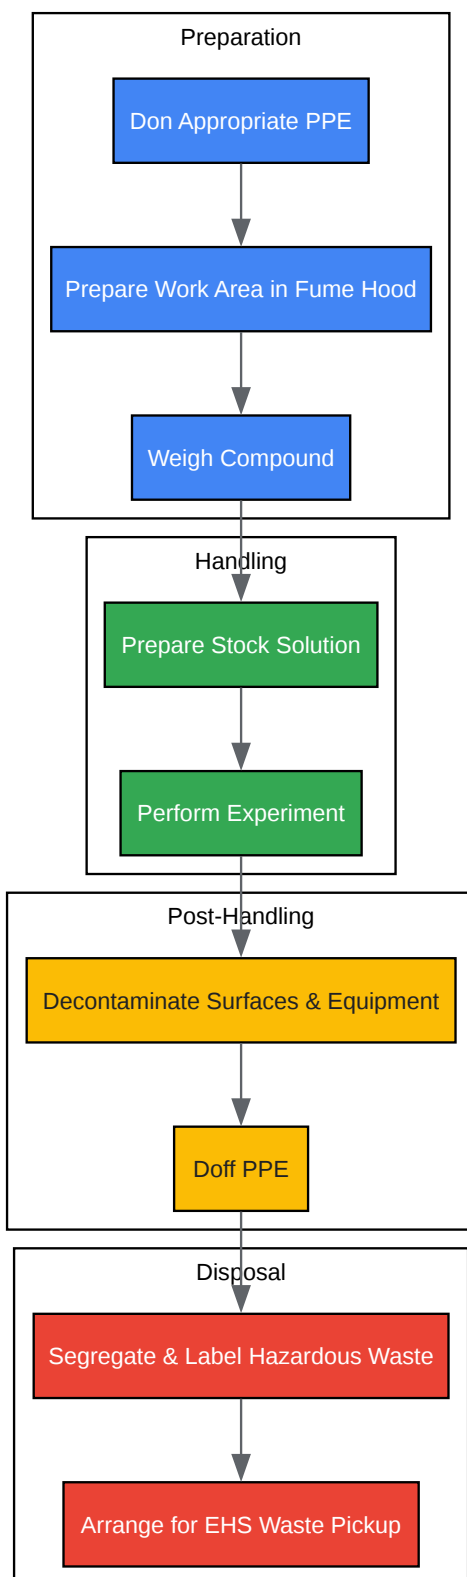 Preparation
Don Appropriate PPE
Prepare Work Area in Fume Hood
Weigh Compound
Handling
Prepare Stock Solution
Perform Experiment
Post-Handling
Decontaminate Surfaces & Equipment
Doff PPE
Disposal
Segregate & Label Hazardous Waste
Arrange for EHS Waste Pickup